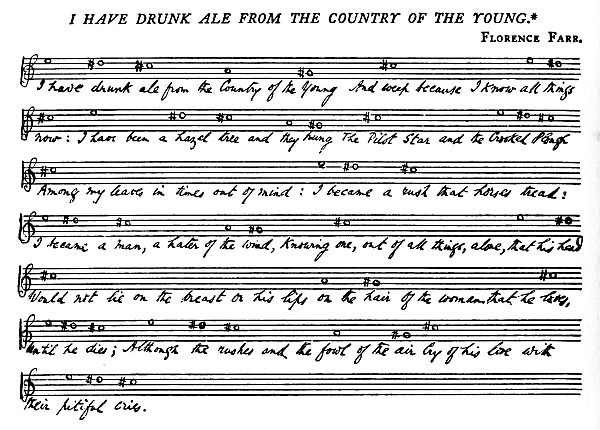 I HAVE DRUNK ALE FROM THE COUNTRY OF THE YOUNG.*
FLORENCE FARR.
I have drunk ale from the Country of the Young And weep because I know all things
now: I have been a hazel tree and they hung The Pilot Star and the Crooked Plough
Among my leaves in times out of mind: I became a rush that horses tread:
I became a man, a hater of the wind, knowing one, out of all things, alone, that his head
Would not lie on the breast or his lips on the hair Of the woman that he loves,
Until he dies; Although the rushes and the fowl of the air Cry of his love with
their pitiful cries.